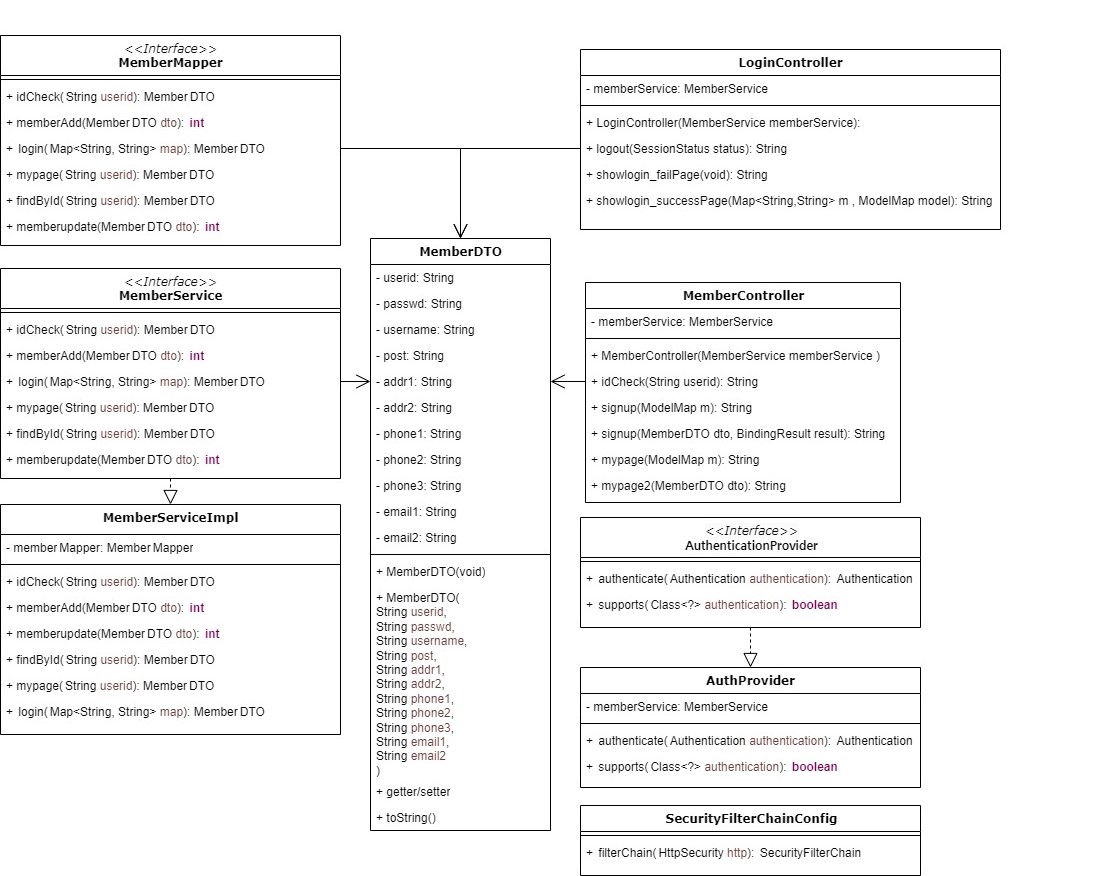 <<Interface>>
MemberMapper
+ idCheck( String userid): Member DTO
+ memberAdd(Member DTO dto): int
+ login( Map<String, String> map): Member DTO
+ mypage( String userid): Member DTO
+ findById( String userid): Member DTO
+ memberupdate(Member DTO dto): int
<<Interface>>
MemberService
+ idCheck( String userid): Member DTO
+ memberAdd(Member DTO dto): int
+ login( Map<String, String> map): Member DTO
+ mypage( String userid): Member DTO
+ findById( String userid): Member DTO
+ memberupdate(Member DTO dto): int
MemberServiceImpl
- member Mapper: Member Mapper
+ idCheck( String userid): Member DTO
+ memberAdd(Member DTO dto): int
+ memberupdate(Member DTO dto): int
+ findById( String userid): Member DTO
+ mypage( String userid): Member DTO
+ login( Map<String, String> map): Member DTO
MemberDTO
- userid: String
- passwd: String
- username: String
- post: String
- addr1: String
- addr2: String
- phone1: String
- phone2: String
- phone3: String
- email1: String
- email2: String
+ MemberDTO(void)
+ MemberDTO(
String userid,
String passwd,
String username,
String post,
String addr1,
String addr2,
String phone1,
String phone2,
String phone3,
String email1,
String email2
)
+ getter/setter
+ toString()
LoginController
- memberService: MemberService
+ LoginController(MemberService memberService):
+ logout(SessionStatus status): String
+ showlogin_failPage(void): String
+ showlogin_successPage(Map<String,String> m , ModelMap model): String
MemberController
- memberService: MemberService
+ MemberController(MemberService memberService )
+ idCheck(String userid): String
+ signup(ModelMap m): String
+ signup(MemberDTO dto, BindingResult result): String
+ mypage(ModelMap m): String
+ mypage2(MemberDTO dto): String
<<Interface>>
AuthenticationProvider
+ authenticate( Authentication authentication): Authentication
+ supports( Class<?> authentication): boolean
AuthProvider
- memberService: MemberService
+ authenticate( Authentication authentication): Authentication
+ supports( Class<?> authentication): boolean
SecurityFilterChainConfig
+ filterChain( HttpSecurity http): SecurityFilterChain